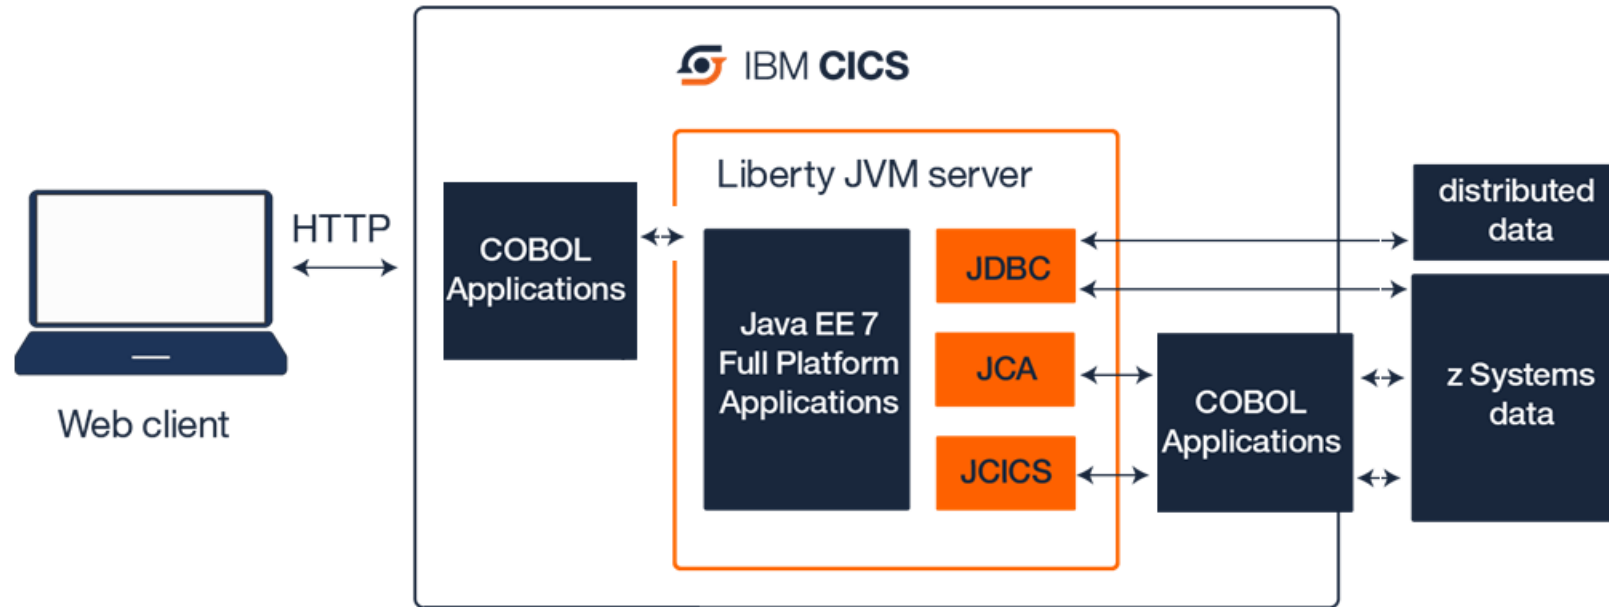 IBM CICS
Liberty JVM server
HTTP
Web client
COBOL
Applications
Java EE 7
Full Platform
Applications
JDBC
JCA
JCICS
COBOL
Applications
distributed
data
z Systems
data